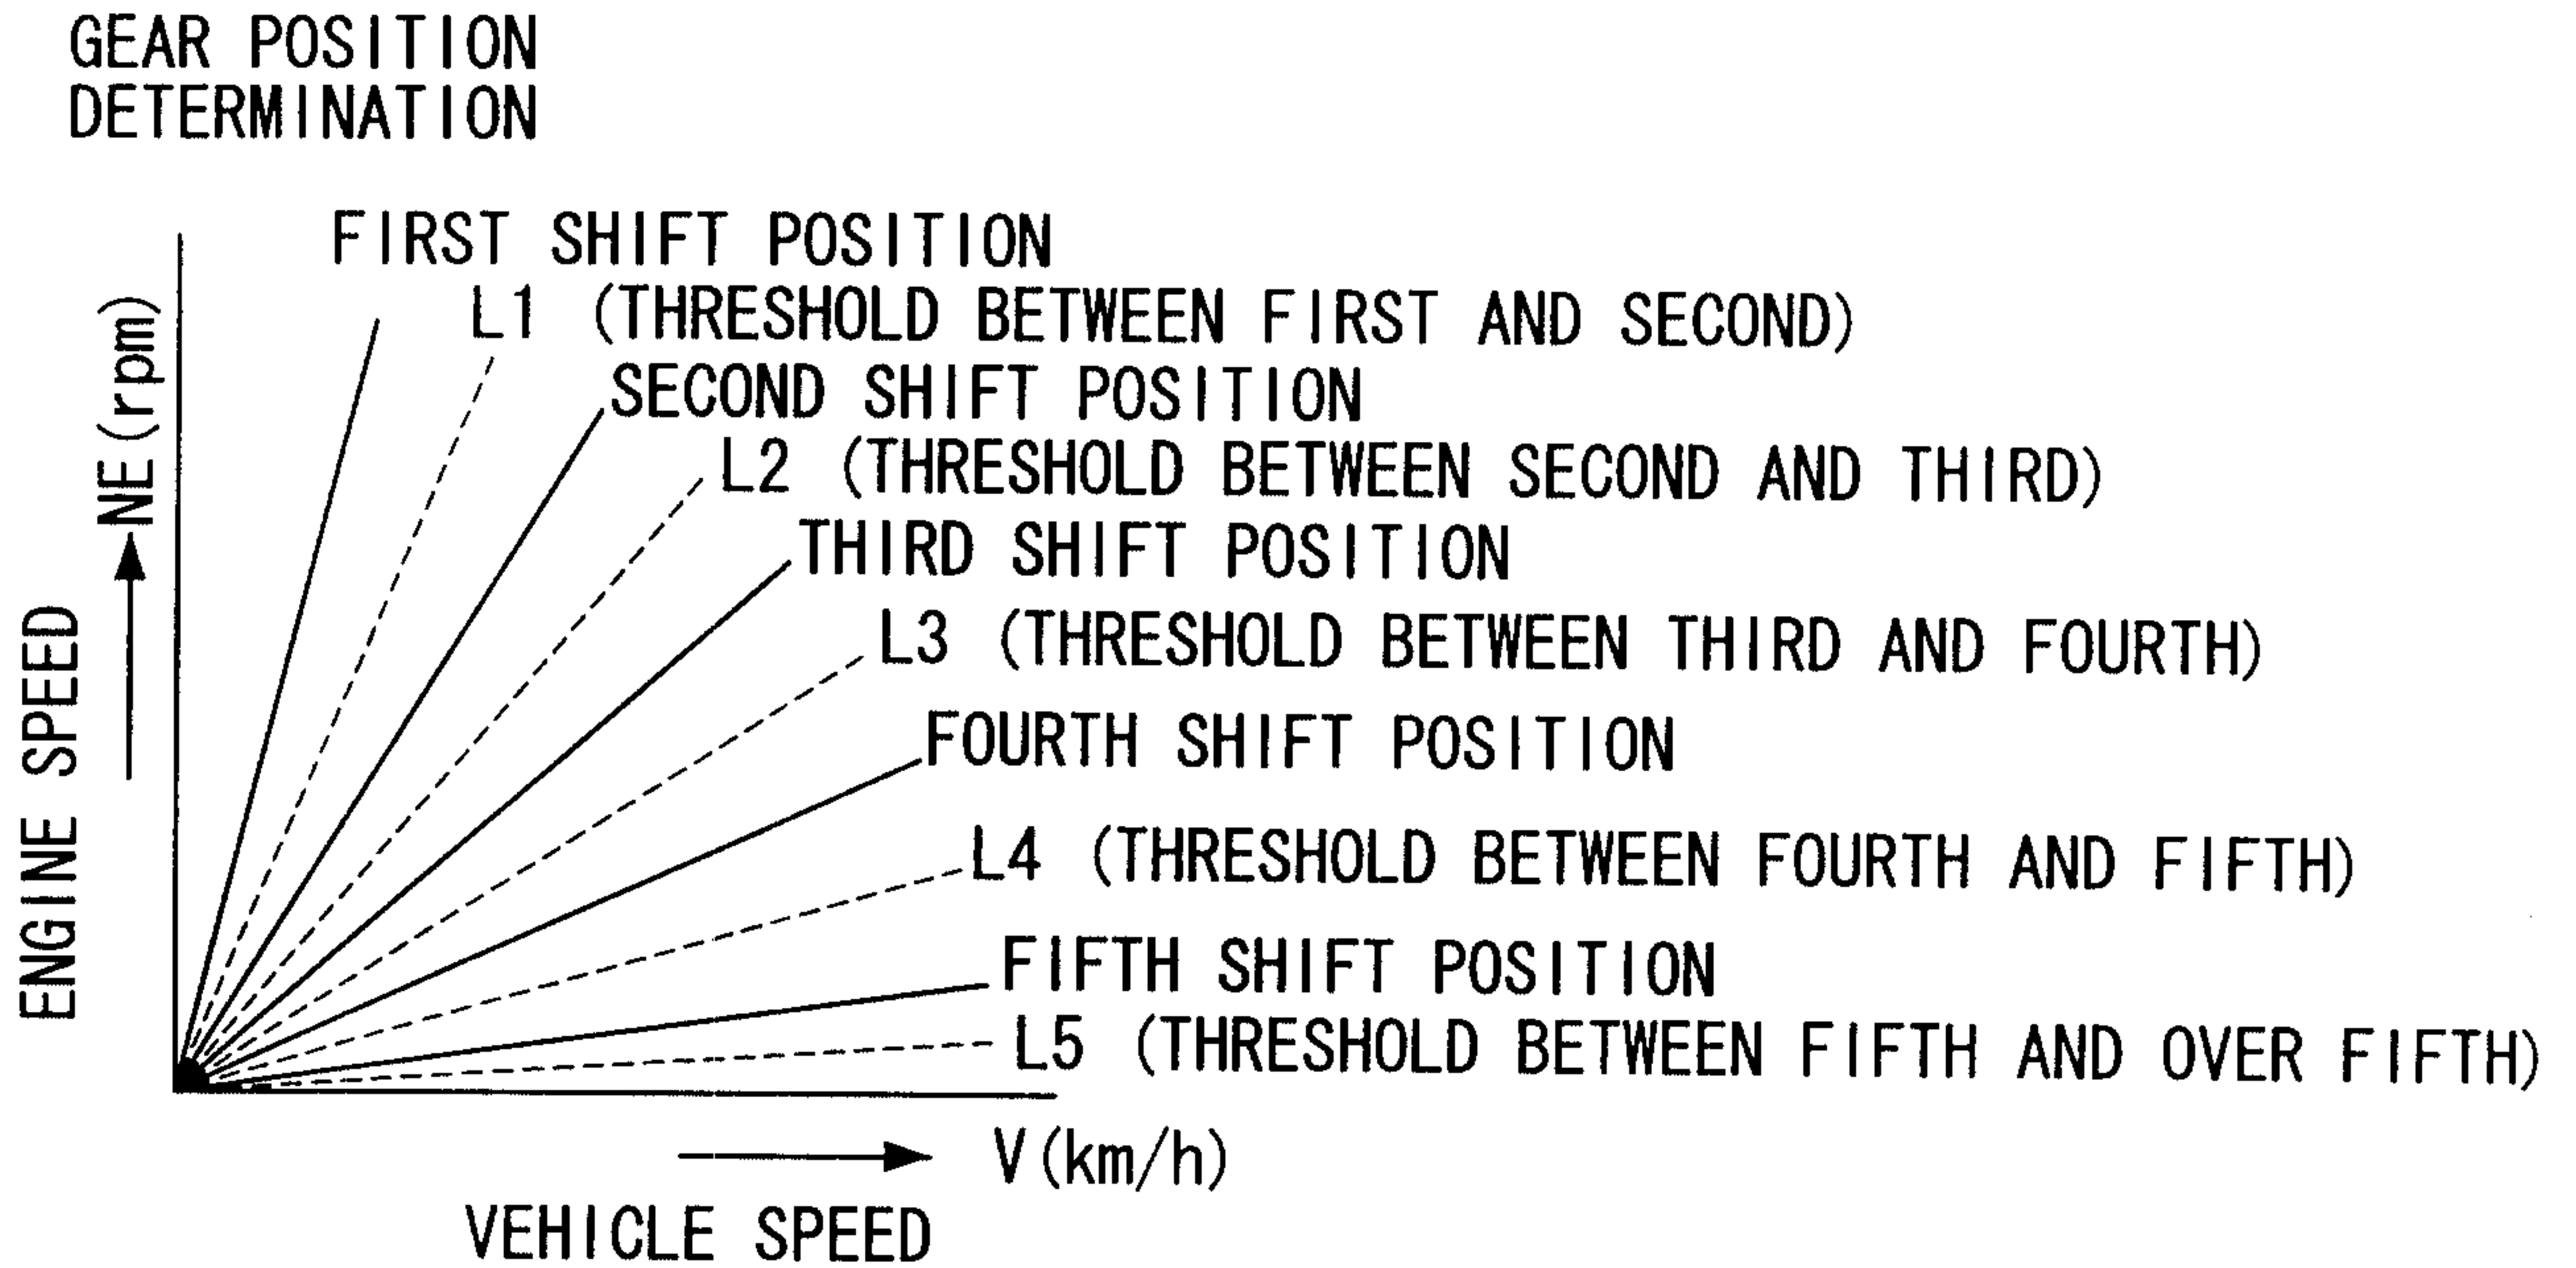 GEAR POSITION
DETERMINATION
FIRST SHIFT POSITION
L1 (THRESHOLD BETWEEN FIRST AND SECOND)
SECOND SHIFT POSITION
L2 (THRESHOLD BETWEEN SECOND AND THIRD)
THIRD SHIFT POSITION
L3 (THRESHOLD BETWEEN THIRD AND FOURTH)
FOURTH SHIFT POSITION
L4 (THRESHOLD BETWEEN FOURTH AND FIFTH)
FIFTH SHIFT POSITION
L5 (THRESHOLD BETWEEN FIFTH AND OVER FIFTH)
NE(rpm)
ENGINE SPEED
V(km/h)
VEHICLE SPEED